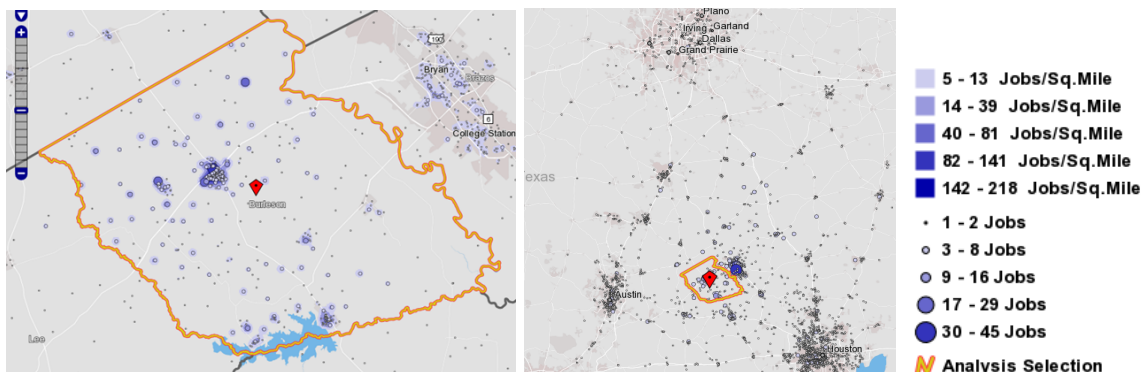 190
Bryan
Brazos
6
College Station
Burleson
Lee
Plano
Irving
Garland
Dallas
Grand Prairie
exas
Austin
Houston
5 - 13 Jobs/Sq.Mile
14 - 39 Jobs/Sq.Mile
40 - 81 Jobs/Sq.Mile
82 - 141 Jobs/Sq.Mile
142 - 218 Jobs/Sq.Mile
1 - 2 Jobs
3 - 8 Jobs
9 - 16 Jobs
17 - 29 Jobs
30 - 45 Jobs
Analysis Selection